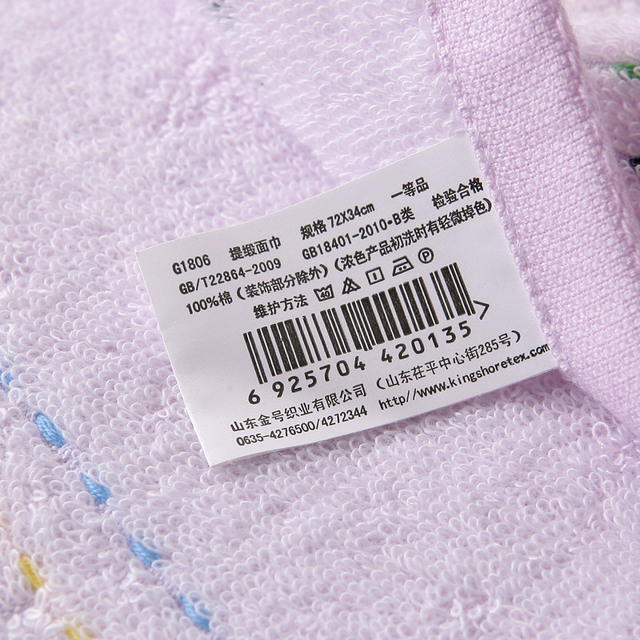 G1806 提缎面巾 规格 72X34cm 一等品
GB/T22864-2009 GB18401-2010·B类 检验合格
100%棉（装饰部分除外）（浓色产品初洗时有轻微掉色）
维护方法
6 925704 420135
山东金号织业有限公司（山东茌平中心街285号）
0635-4276500/4272344 http//www.kingshoretex.com